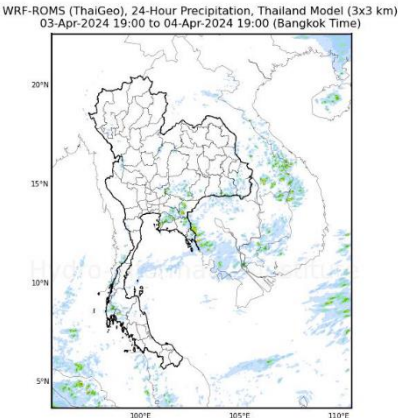 WRF-ROMS (ThaiGeo), 24-Hour Precipitation, Thailand Model (3x3 km)
03-Apr-2024 19:00 to 04-Apr-2024 19:00 (Bangkok Time)
20°N
15°N
10°N
5°N
100°E 105°E 110°E